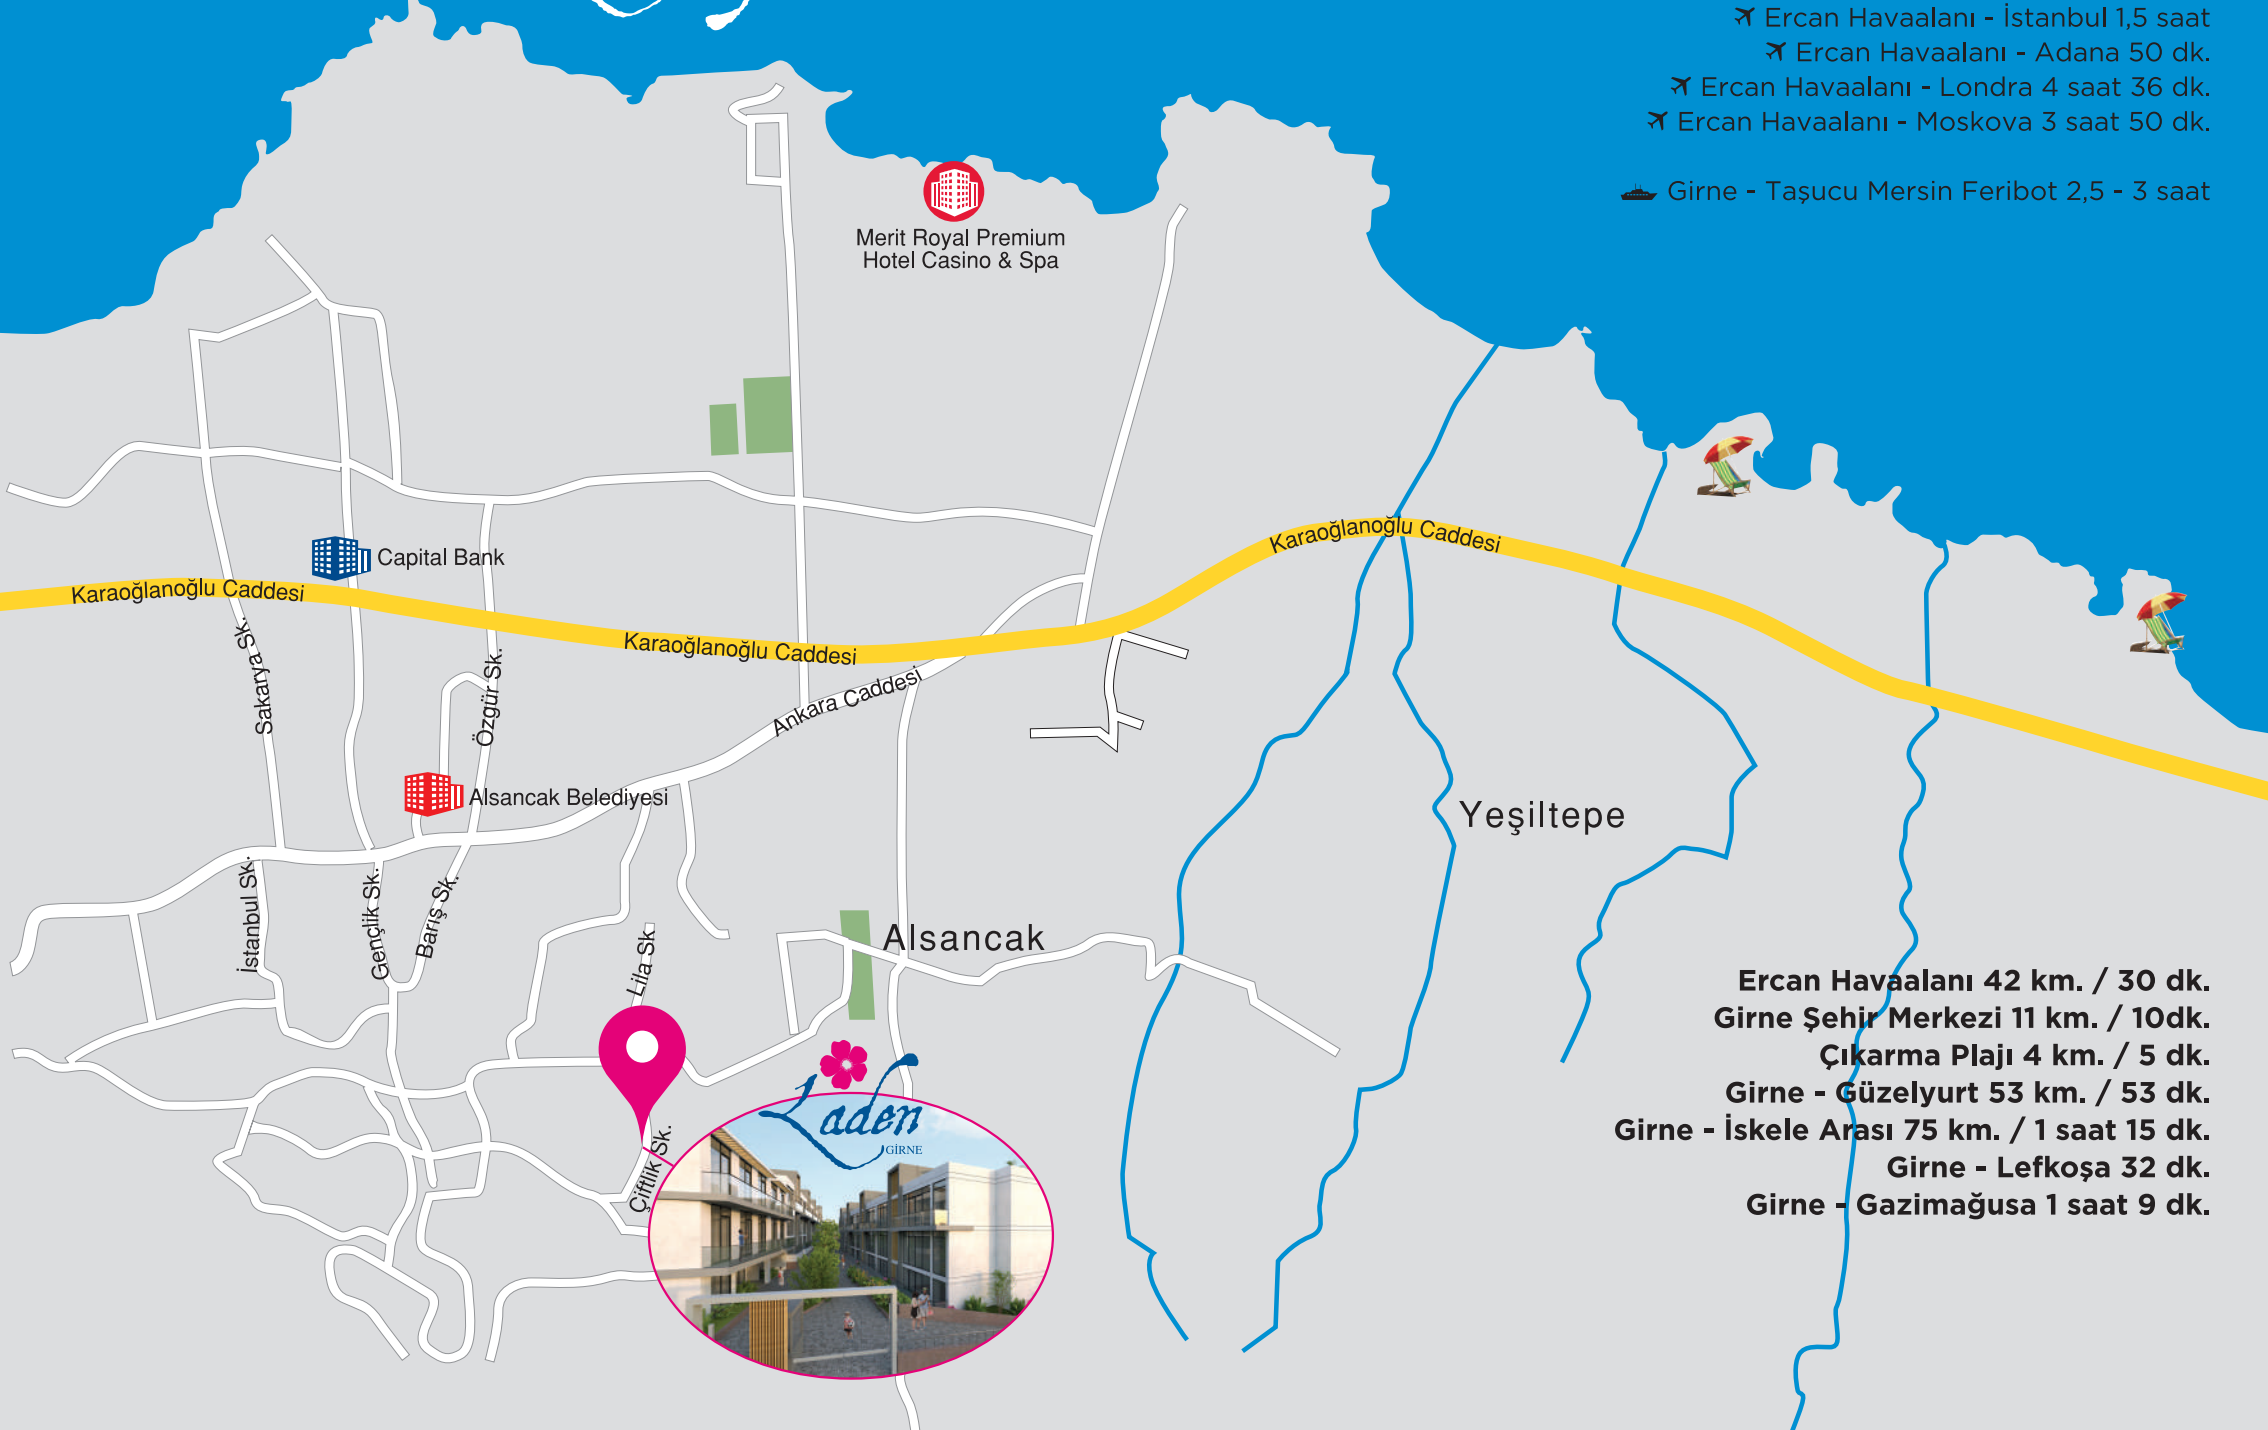 Ercan Havaalanı - İstanbul 1,5 saat
Ercan Havaalanı - Adana 50 dk.
Ercan Havaalanı - Londra 4 saat 36 dk.
Ercan Havaalanı - Moskova 3 saat 50 dk.
Girne - Taşucu Mersin Feribot 2,5 - 3 saat
Merit Royal Premium
Hotel Casino & Spa
Karaoğlanoğlu Caddesi
Capital Bank
Karaoğlanoğlu Caddesi
Karaoğlanoğlu Caddesi
Sakarya Sk.
Özgür Sk.
Ankara Caddesi
Alsancak Belediyesi
Yeşiltepe
İstanbul Sk.
Gençlik Sk.
Barış Sk.
Lila Sk
Alsancak
Laden
GİRNE
Çiftlik Sk.
Ercan Havaalanı 42 km. / 30 dk.
Girne Şehir Merkezi 11 km. / 10dk.
Çıkarma Plajı 4 km. / 5 dk.
Girne - Güzelyurt 53 km. / 53 dk.
Girne - İskele Arası 75 km. / 1 saat 15 dk.
Girne - Lefkoşa 32 dk.
Girne - Gazimağusa 1 saat 9 dk.